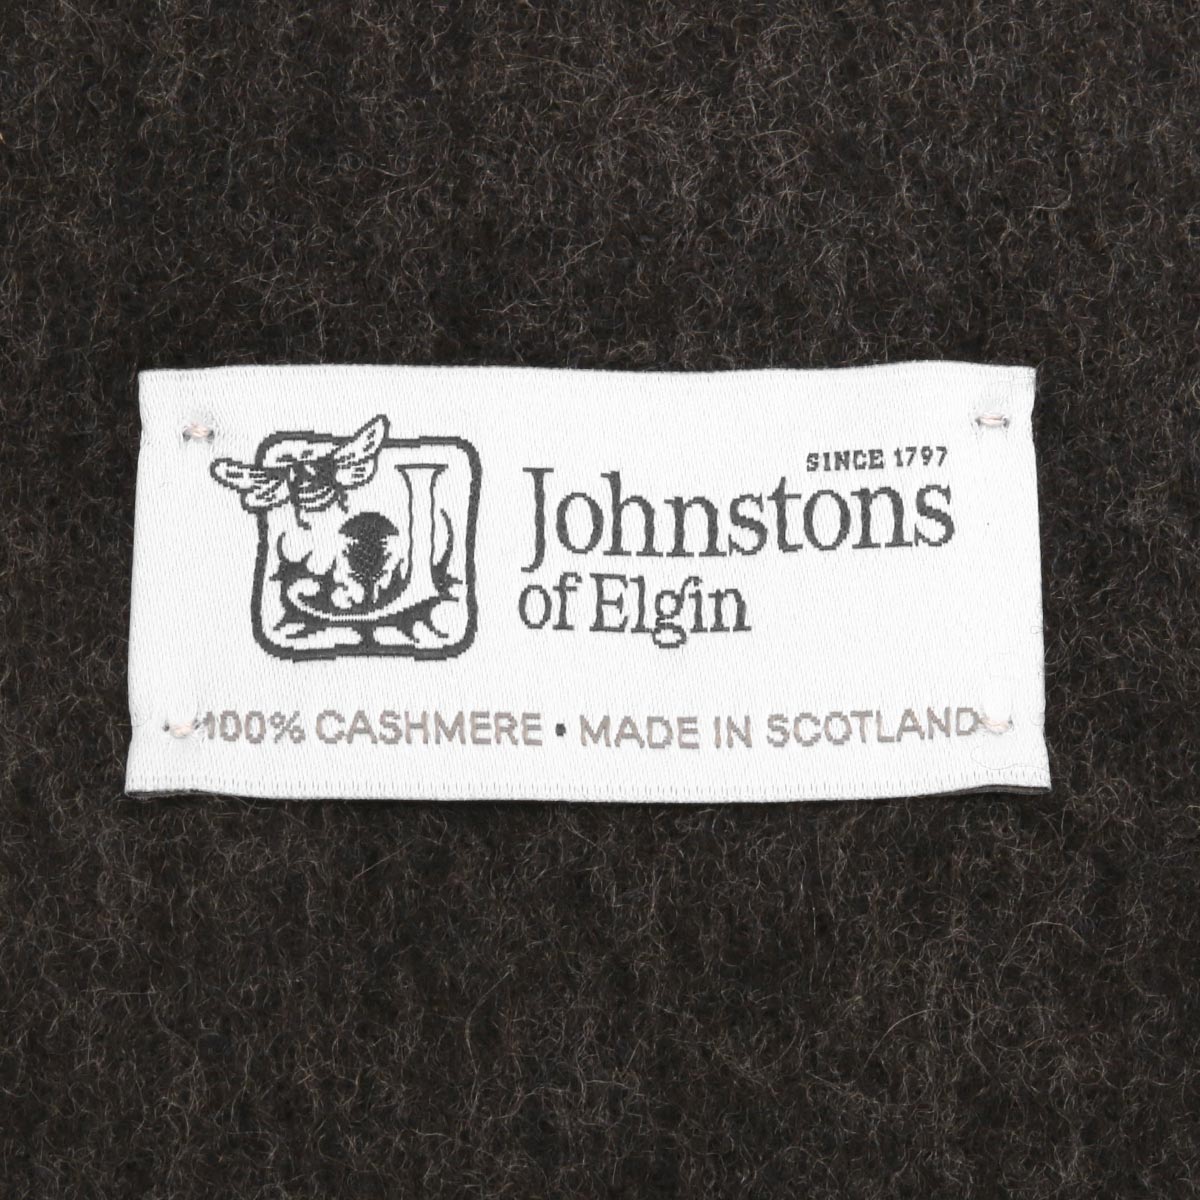 SINCE 1797
Johnstons
of Elgin
100% CASHMERE • MADE IN SCOTLAND